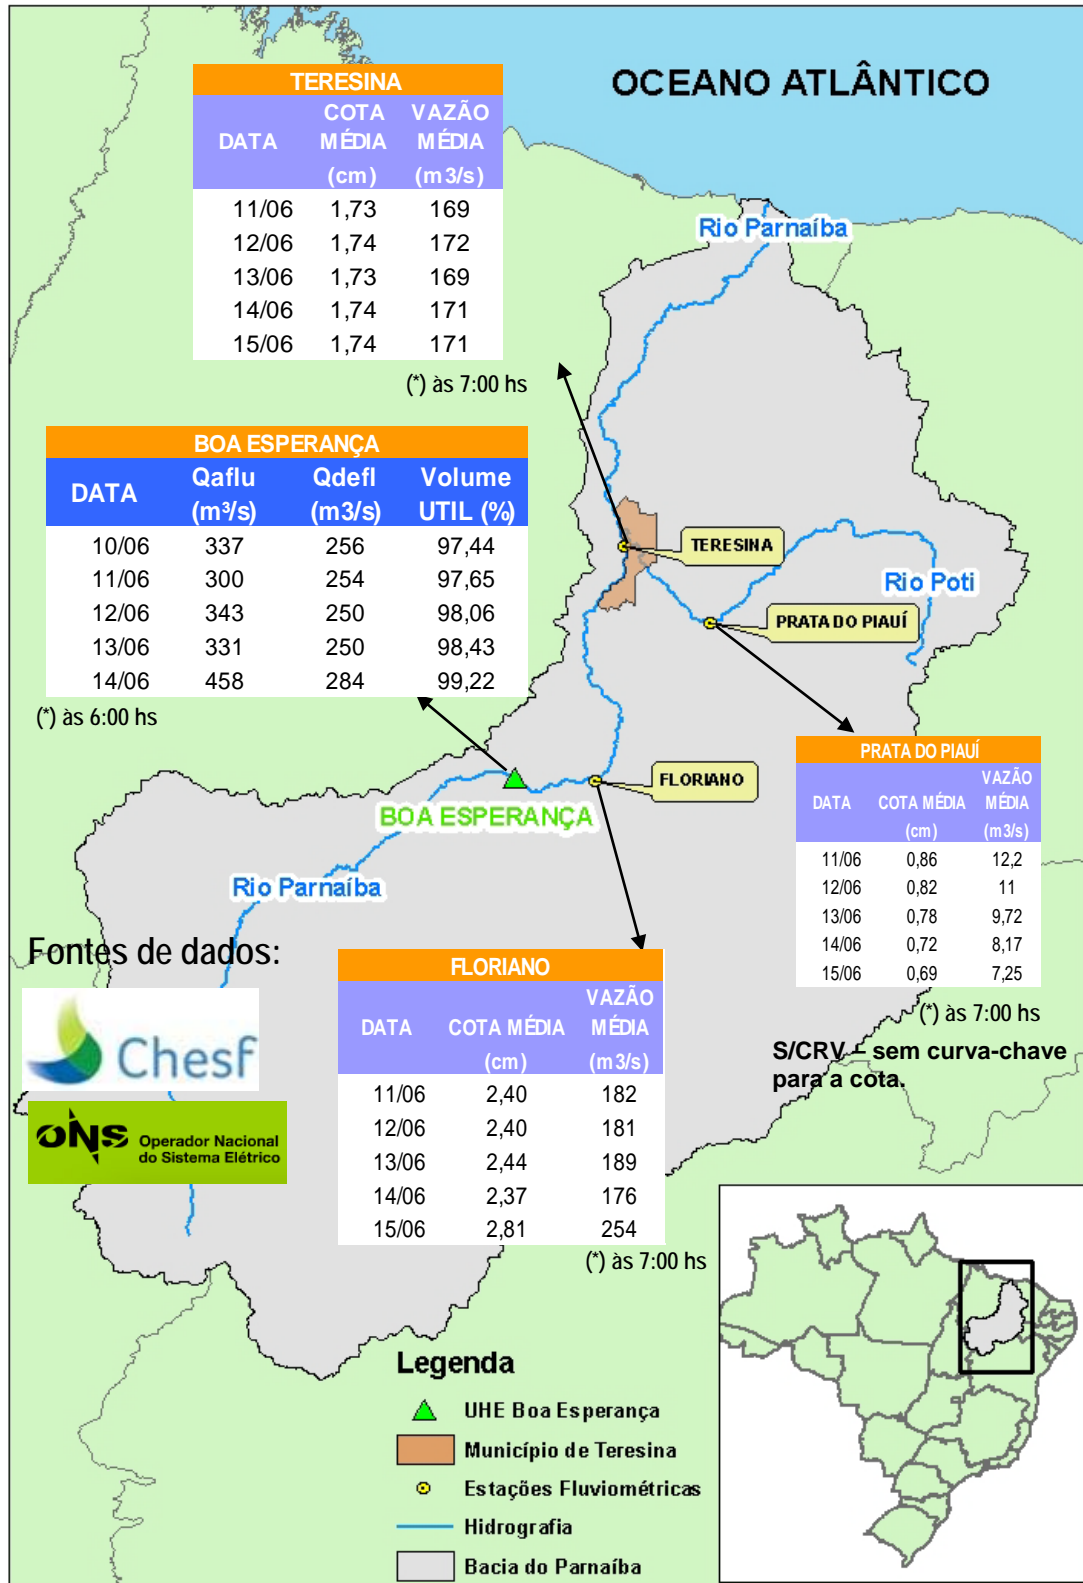 OCEANO ATLÂNTICO
TERESINA
DATA COTA MÉDIA (cm) VAZÃO MÉDIA (m3/s)
11/06 1,73 169
12/06 1,74 172
13/06 1,73 169
14/06 1,74 171
15/06 1,74 171
(*) às 7:00 hs
Rio Parnaíba
BOA ESPERANÇA
DATA Qaflu (m³/s) Qdefl (m3/s) Volume UTIL (%)
10/06 337 256 97,44
11/06 300 254 97,65
12/06 343 250 98,06
13/06 331 250 98,43
14/06 458 284 99,22
(*) às 6:00 hs
TERESINA
Rio Poti
PRATA DO PIAUÍ
FLORIANO
BOA ESPERANÇA
Rio Parnaíba
PRATA DO PIAUÍ
DATA COTA MÉDIA (cm) VAZÃO MÉDIA (m3/s)
11/06 0,86 12,2
12/06 0,82 11
13/06 0,78 9,72
14/06 0,72 8,17
15/06 0,69 7,25
(*) às 7:00 hs
S/CRV – sem curva-chave
para a cota.
Fontes de dados:
Chesf
ONS Operador Nacional
do Sistema Elétrico
FLORIANO
DATA COTA MÉDIA (cm) VAZÃO MÉDIA (m3/s)
11/06 2,40 182
12/06 2,40 181
13/06 2,44 189
14/06 2,37 176
15/06 2,81 254
(*) às 7:00 hs
Legenda
UHE Boa Esperança
Município de Teresina
Estações Fluviométricas
Hidrografia
Bacia do Parnaíba